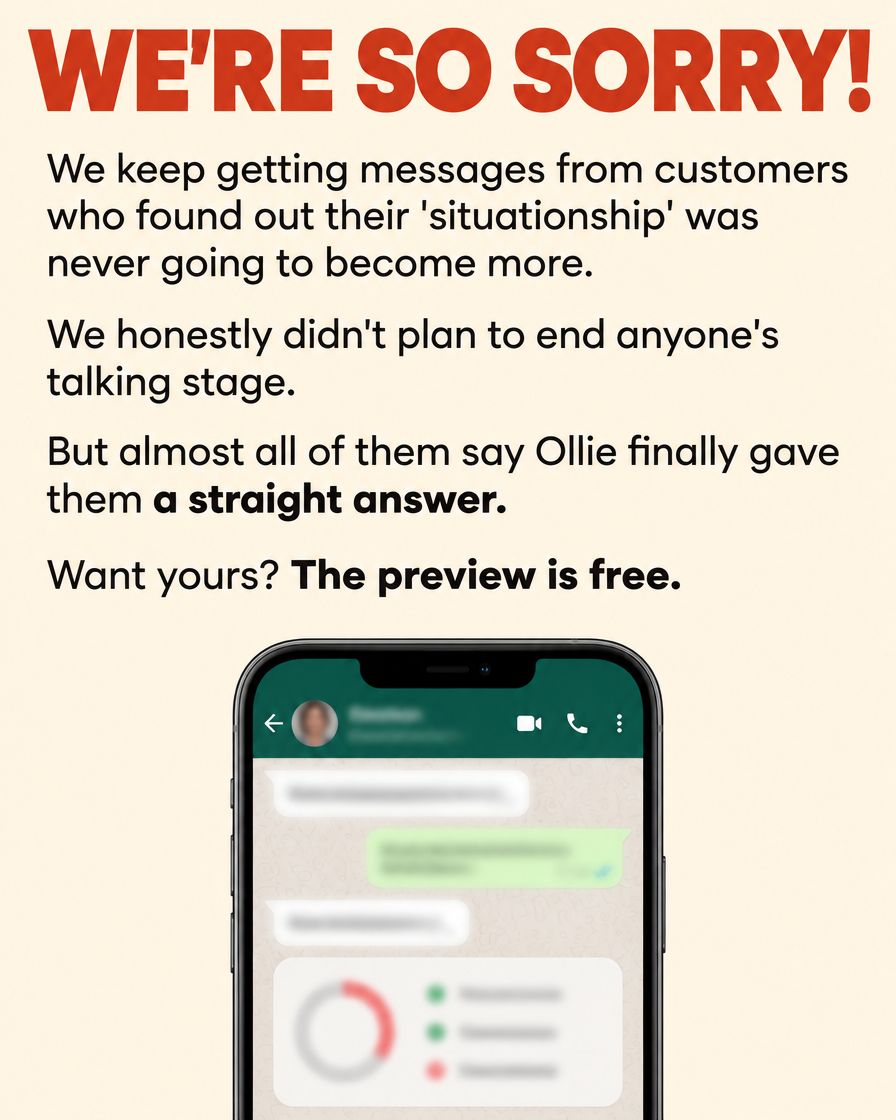 WE'RE SO SORRY!
We keep getting messages from customers
who found out their 'situationship' was
never going to become more.
We honestly didn't plan to end anyone's
talking stage.
But almost all of them say Ollie finally gave
them a straight answer.
Want yours? The preview is free.